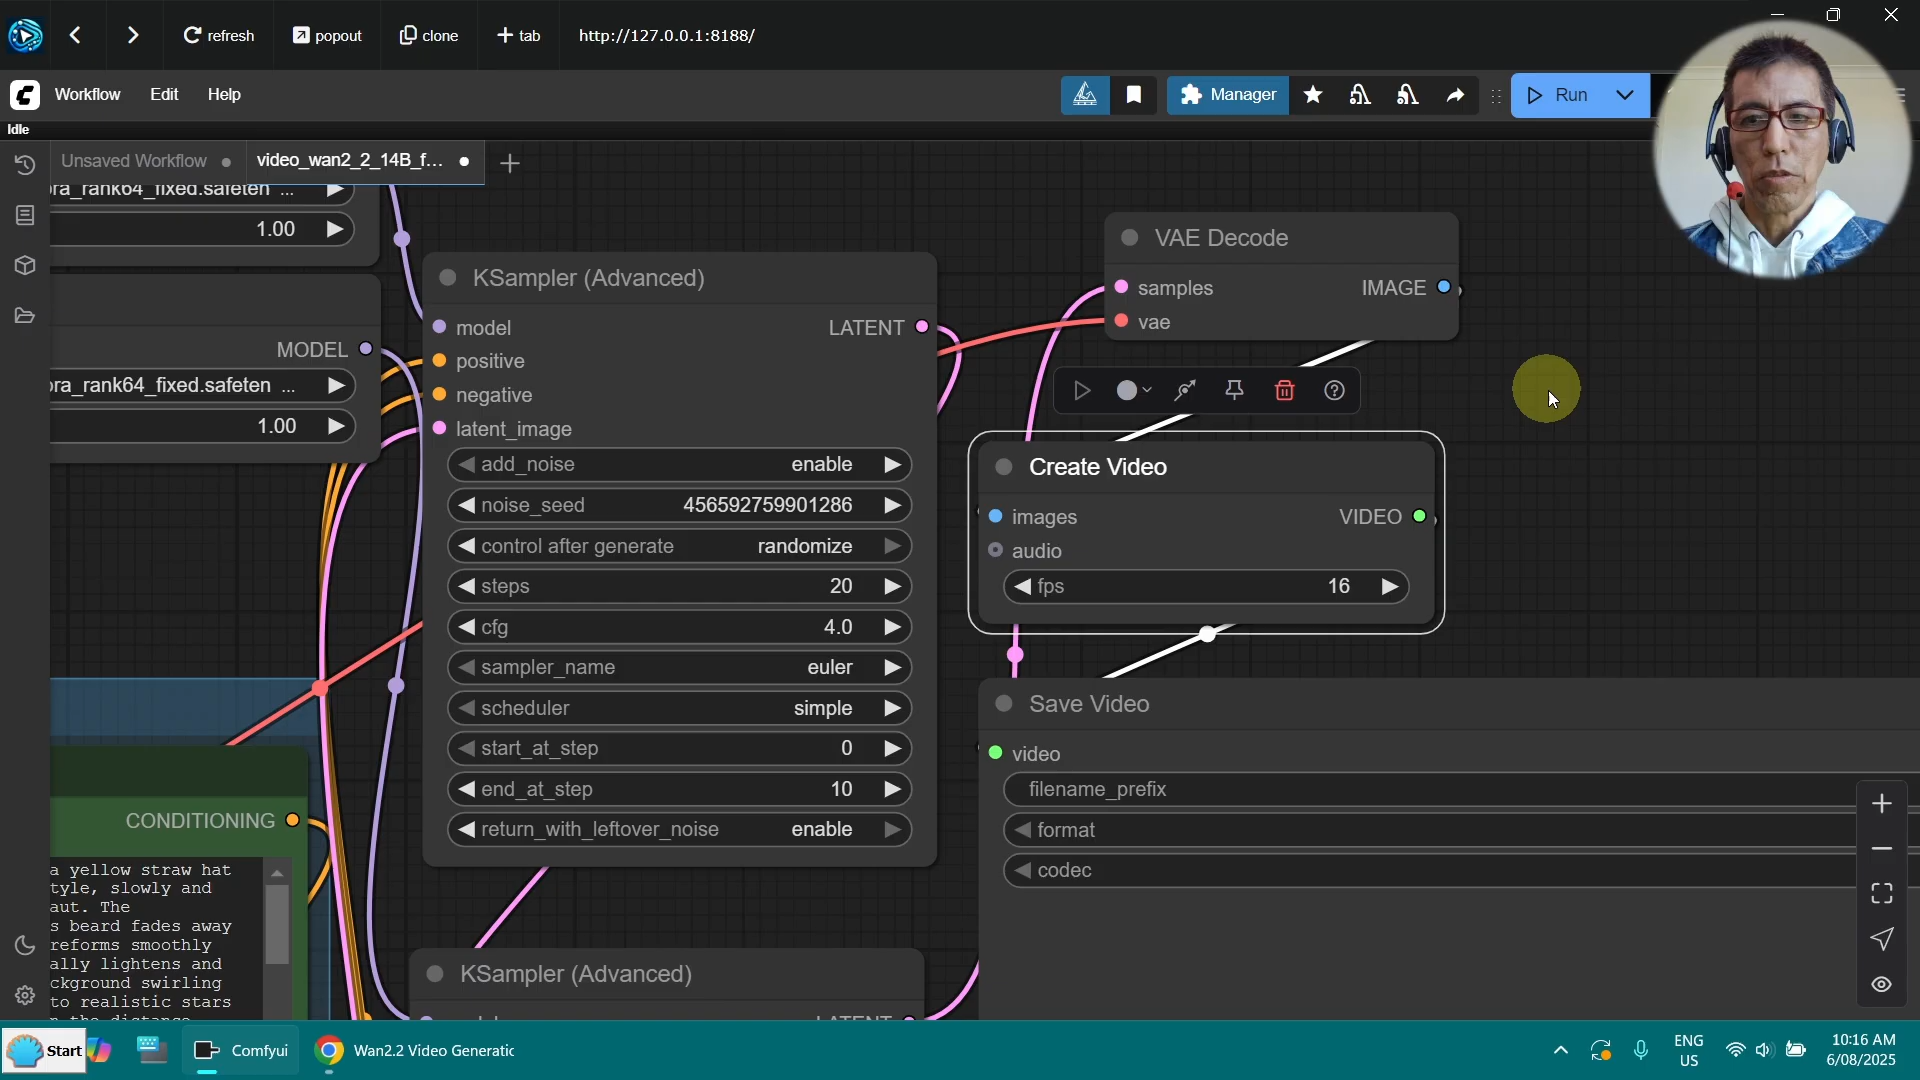 refresh
popout
clone
tab
http://127.0.0.1:8188/
Workflow
Edit
Help
Manager
Run
Idle
Unsaved Workflow
video_wan2_2_14B_f...
ora_rank64_fixed.safeten ...
1.00
MODEL
ora_rank64_fixed.safeten ...
1.00
KSampler (Advanced)
model
LATENT
positive
negative
latent_image
add_noise enable
noise_seed 456592759901286
control after generate randomize
steps 20
cfg 4.0
sampler_name euler
scheduler simple
start_at_step 0
end_at_step 10
return_with_leftover_noise enable
VAE Decode
samples
IMAGE
vae
Create Video
images
VIDEO
audio
fps 16
Save Video
video
filename_prefix
format
codec
CONDITIONING
a yellow straw hat
tyle, slowly and
aut. The
s beard fades away
reforms smoothly
ally lightens and
ckground swirling
to realistic stars
KSampler (Advanced)
LATENT
Start
Comfyui
Wan2.2 Video Generatic
ENG
US
10:16 AM
6/08/2025